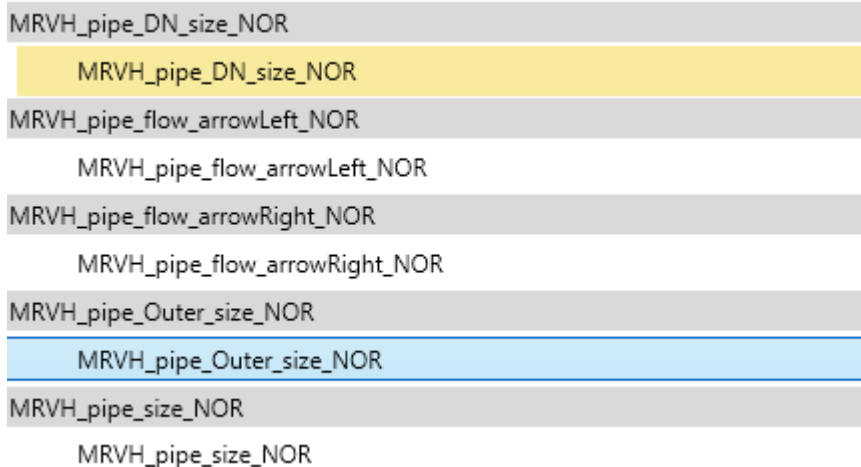 MRVH_pipe_DN_size_NOR
MRVH_pipe_DN_size_NOR
MRVH_pipe_flow_arrowLeft_NOR
MRVH_pipe_flow_arrowLeft_NOR
MRVH_pipe_flow_arrowRight_NOR
MRVH_pipe_flow_arrowRight_NOR
MRVH_pipe_Outer_size_NOR
MRVH_pipe_Outer_size_NOR
MRVH_pipe_size_NOR
MRVH_pipe_size_NOR